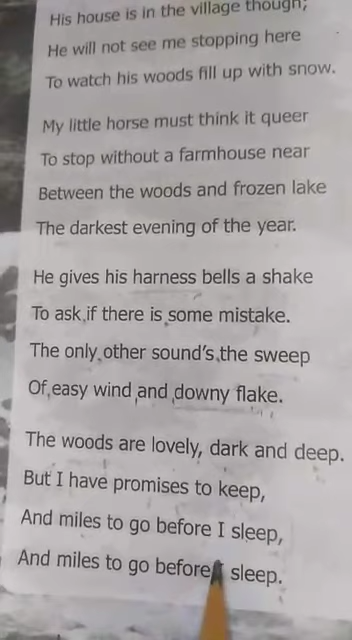 His house is in the village though;
He will not see me stopping here
To watch his woods fill up with snow.
My little horse must think it queer
To stop without a farmhouse near
Between the woods and frozen lake
The darkest evening of the year.
He gives his harness bells a shake
To ask if there is some mistake.
The only other sound's the sweep
Of easy wind and downy flake.
The woods are lovely, dark and deep.
But I have promises to keep,
And miles to go before I sleep,
And miles to go before sleep.